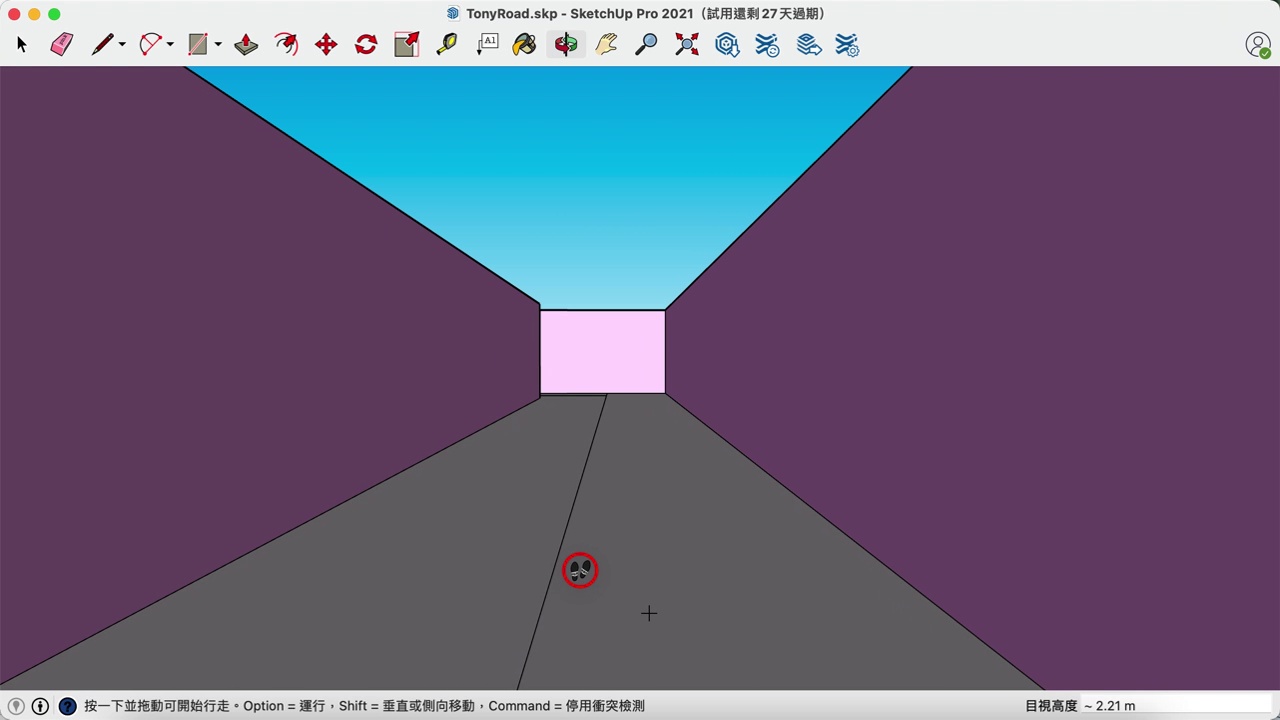 TonyRoad.skp - SketchUp Pro 2021（試用還剩 27 天過期）
A1
?
按一下並拖動可開始行走。Option = 運行，Shift = 垂直或側向移動，Command = 停用衝突檢測
目視高度 ~ 2.21 m